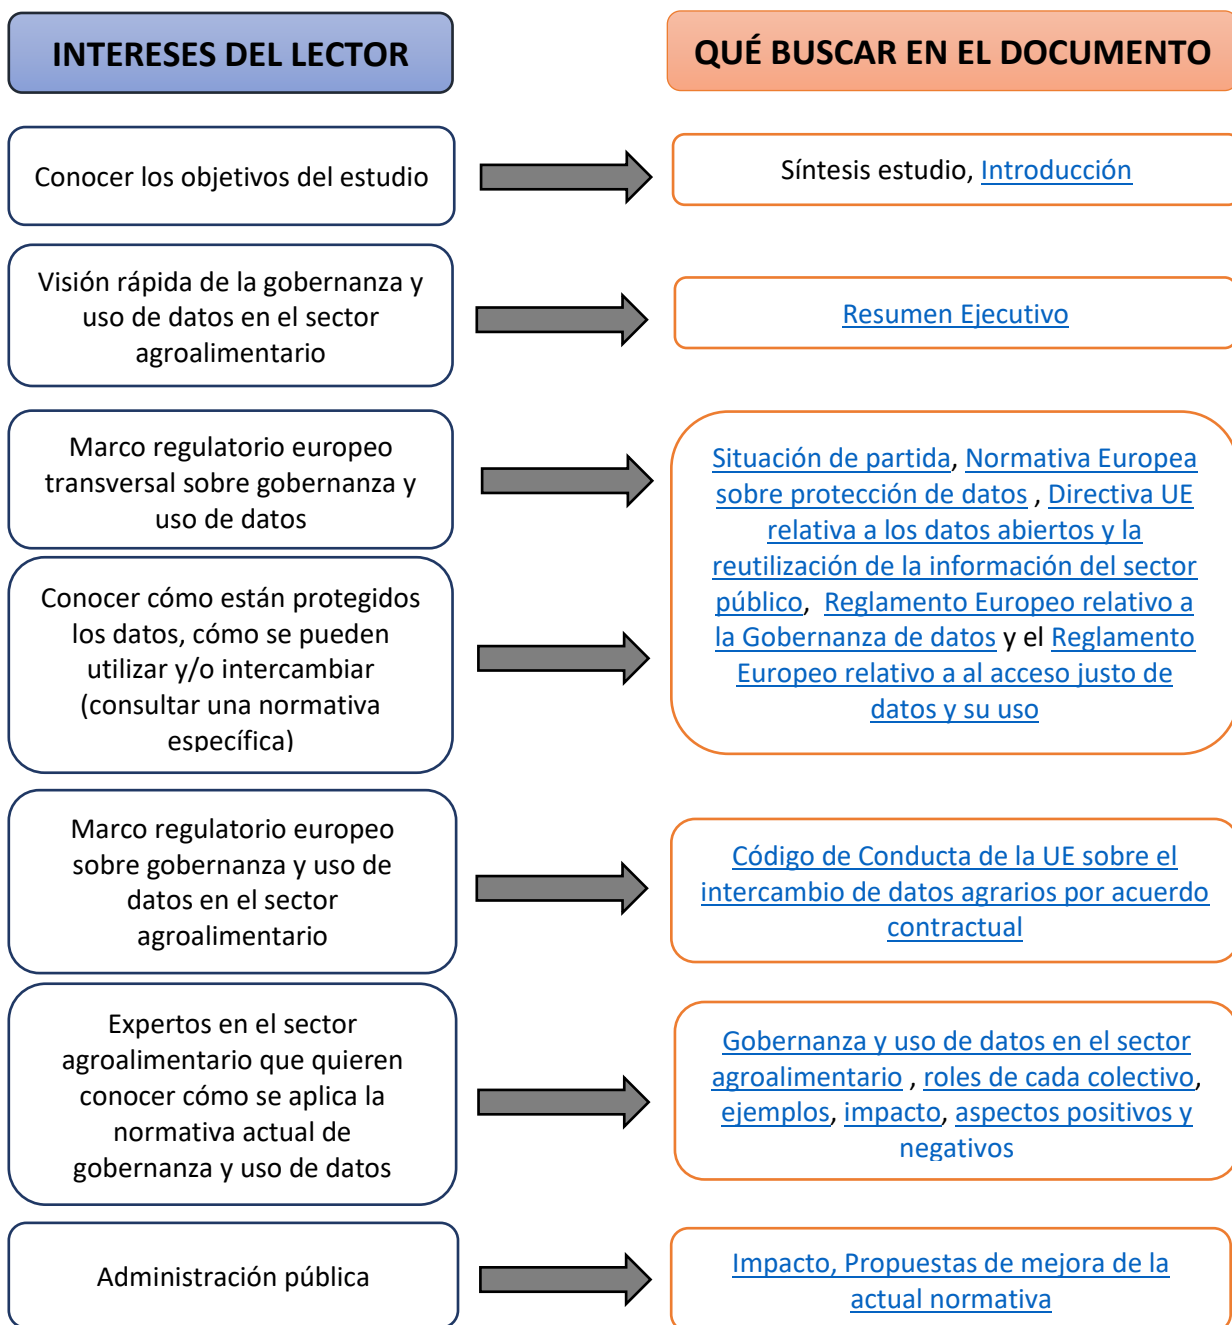 INTERESES DEL LECTOR
QUÉ BUSCAR EN EL DOCUMENTO
Conocer los objetivos del estudio
Síntesis estudio, Introducción
Visión rápida de la gobernanza y
uso de datos en el sector
agroalimentario
Resumen Ejecutivo
Marco regulatorio europeo
transversal sobre gobernanza y
uso de datos
Conocer cómo están protegidos
los datos, cómo se pueden
utilizar y/o intercambiar
(consultar una normativa
específica)
Situación de partida, Normativa Europea
sobre protección de datos , Directiva UE
relativa a los datos abiertos y la
reutilización de la información del sector
público, Reglamento Europeo relativo a
la Gobernanza de datos y el Reglamento
Europeo relativo a al acceso justo de
datos y su uso
Marco regulatorio europeo
sobre gobernanza y uso de
datos en el sector
agroalimentario
Código de Conducta de la UE sobre el
intercambio de datos agrarios por acuerdo
contractual
Expertos en el sector
agroalimentario que quieren
conocer cómo se aplica la
normativa actual de
gobernanza y uso de datos
Gobernanza y uso de datos en el sector
agroalimentario , roles de cada colectivo,
ejemplos, impacto, aspectos positivos y
negativos
Administración pública
Impacto, Propuestas de mejora de la
actual normativa